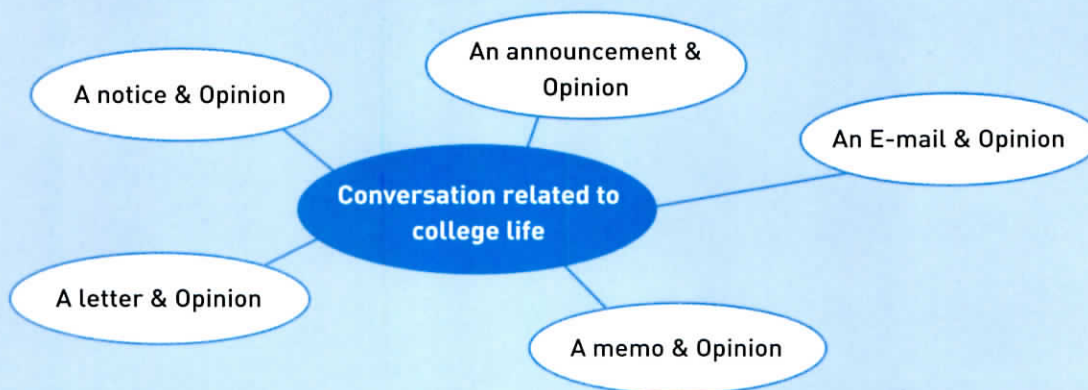 An announcement &
Opinion
A notice & Opinion
An E-mail & Opinion
Conversation related to
college life
A letter & Opinion
A memo & Opinion